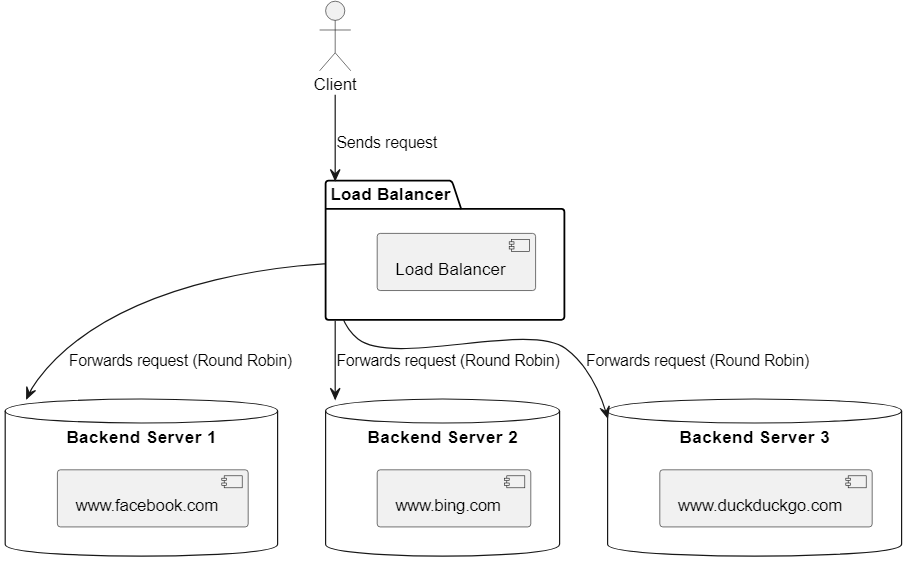 Client
Sends request
Load Balancer
Load Balancer
Forwards request (Round Robin)
Forwards request (Round Robin)
Forwards request (Round Robin)
Backend Server 1
Backend Server 2
Backend Server 3
www.facebook.com
www.bing.com
www.duckduckgo.com